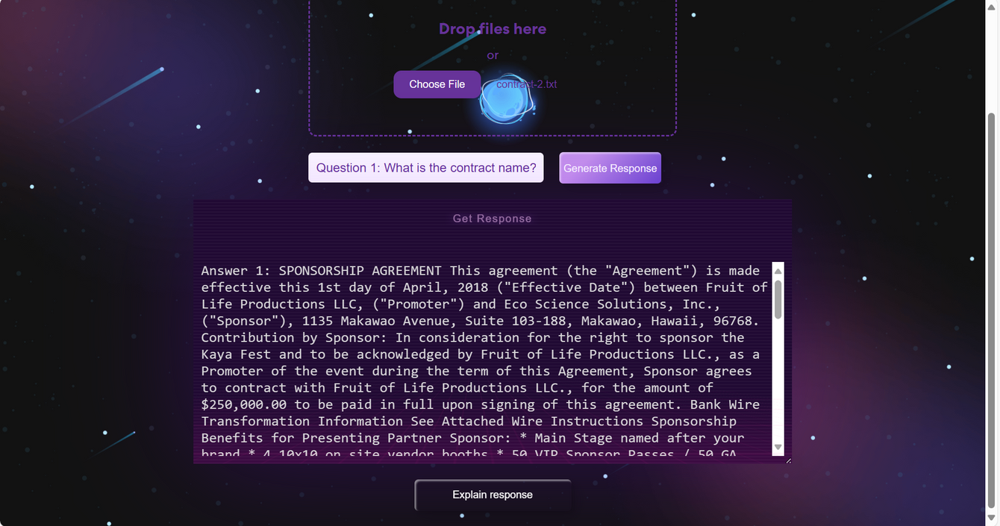 Drop files here
or
Choose File
contract-2.txt
Question 1: What is the contract name?
Generate Response
Get Response
Answer 1: SPONSORSHIP AGREEMENT This agreement (the "Agreement") is made
effective this 1st day of April, 2018 ("Effective Date") between Fruit of
Life Productions LLC, ("Promoter") and Eco Science Solutions, Inc.,
("Sponsor"), 1135 Makawao Avenue, Suite 103-188, Makawao, Hawaii, 96768.
Contribution by Sponsor: In consideration for the right to sponsor the
Kaya Fest and to be acknowledged by Fruit of Life Productions LLC., as a
Promoter of the event during the term of this Agreement, Sponsor agrees
to contract with Fruit of Life Productions LLC., for the amount of
$250,000.00 to be paid in full upon signing of this agreement. Bank Wire
Transformation Information See Attached Wire Instructions Sponsorship
Benefits for Presenting Partner Sponsor: * Main Stage named after your
brand * 4 10x10 on site vendor booths * 50 VIP Sponsor Passes / 50 GA
Explain response